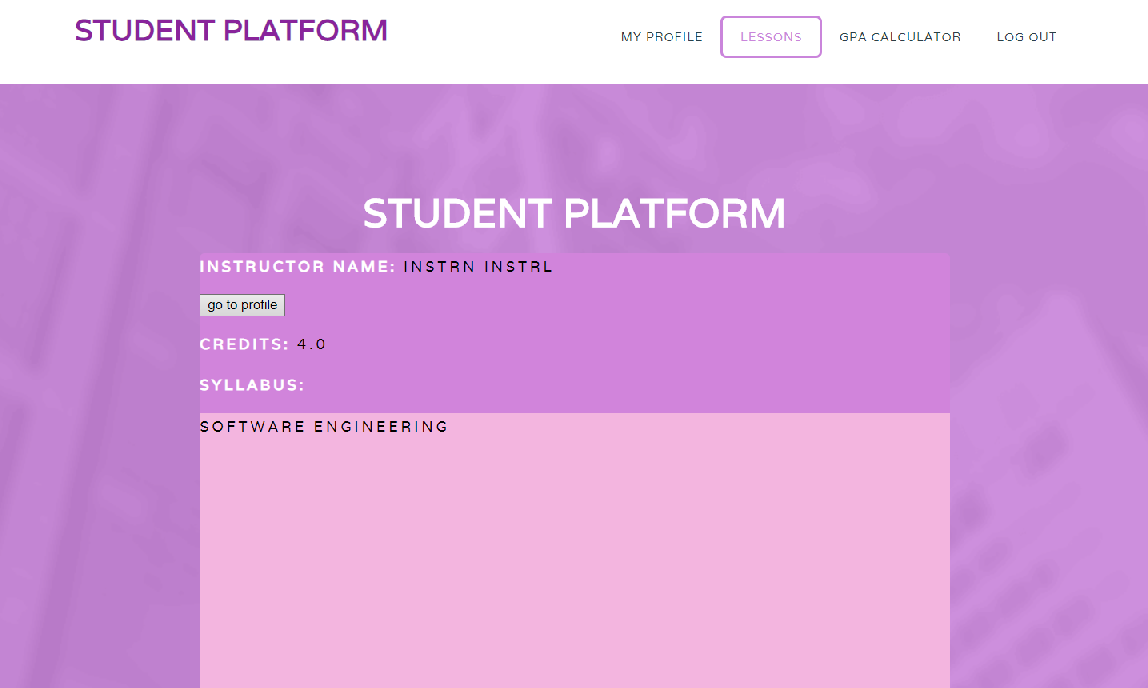 STUDENT PLATFORM
MY PROFILE LESSONS GPA CALCULATOR LOG OUT
STUDENT PLATFORM
INSTRUCTOR NAME: INSTRN INSTRL
go to profile
CREDITS: 4.0
SYLLABUS:
SOFTWARE ENGINEERING